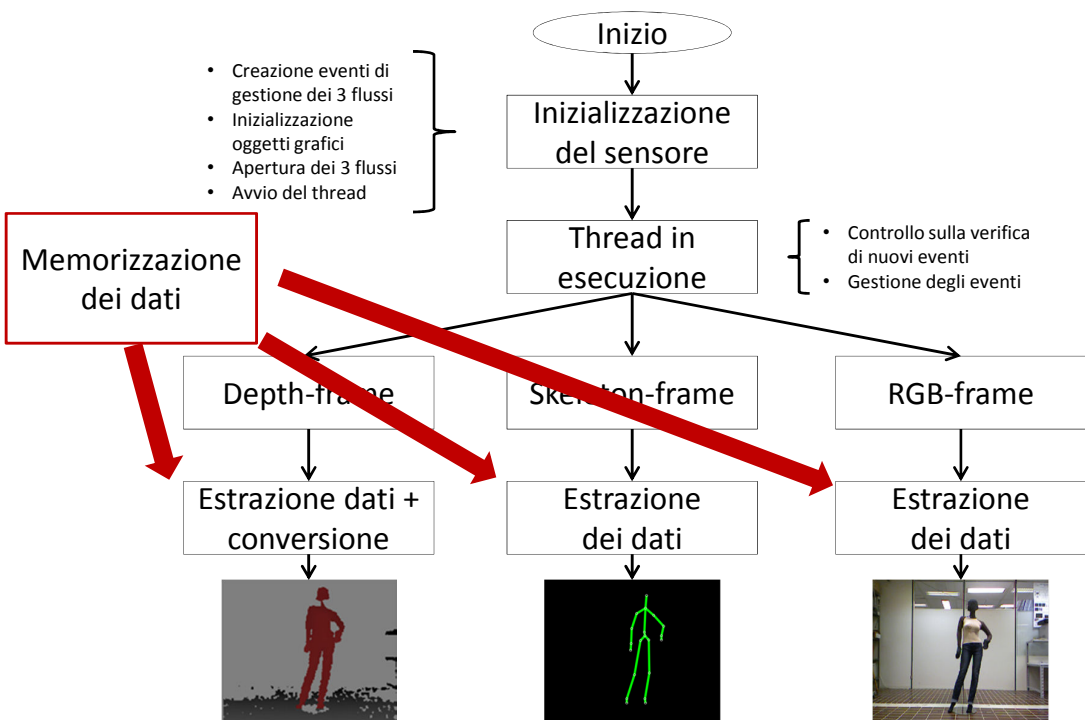 Inizio
• Creazione eventi di
gestione dei 3 flussi
• Inizializzazione
oggetti grafici
• Apertura dei 3 flussi
• Avvio del thread
Inizializzazione
del sensore
Memorizzazione
dei dati
Thread in
esecuzione
• Controllo sulla verifica
di nuovi eventi
• Gestione degli eventi
Depth-frame
Skeleton-frame
RGB-frame
Estrazione dati +
conversione
Estrazione
dei dati
Estrazione
dei dati